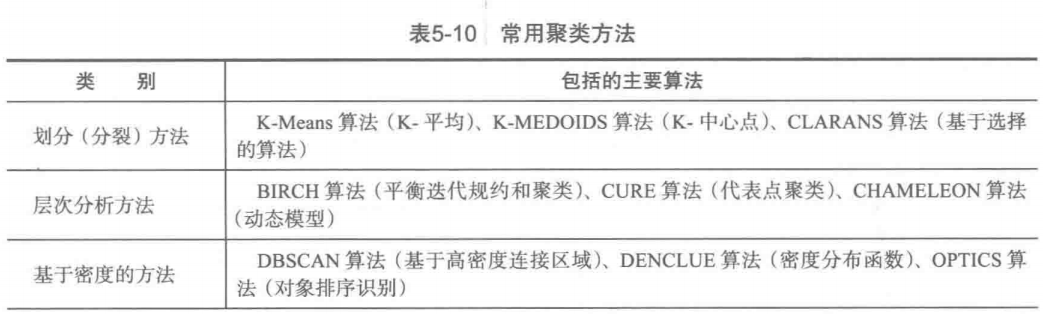 表5-10 常用聚类方法
类 别 包括的主要算法
划分（分裂）方法 K-Means 算法（K- 平均）、K-MEDOIDS 算法（K- 中心点）、CLARANS 算法（基于选择
的算法）
层次分析方法 BIRCH 算法（平衡迭代规约和聚类）、CURE 算法（代表点聚类）、CHAMELEON 算法
（动态模型）
基于密度的方法 DBSCAN 算法（基于高密度连接区域）、DENCLUE 算法（密度分布函数）、OPTICS 算
法（对象排序识别）